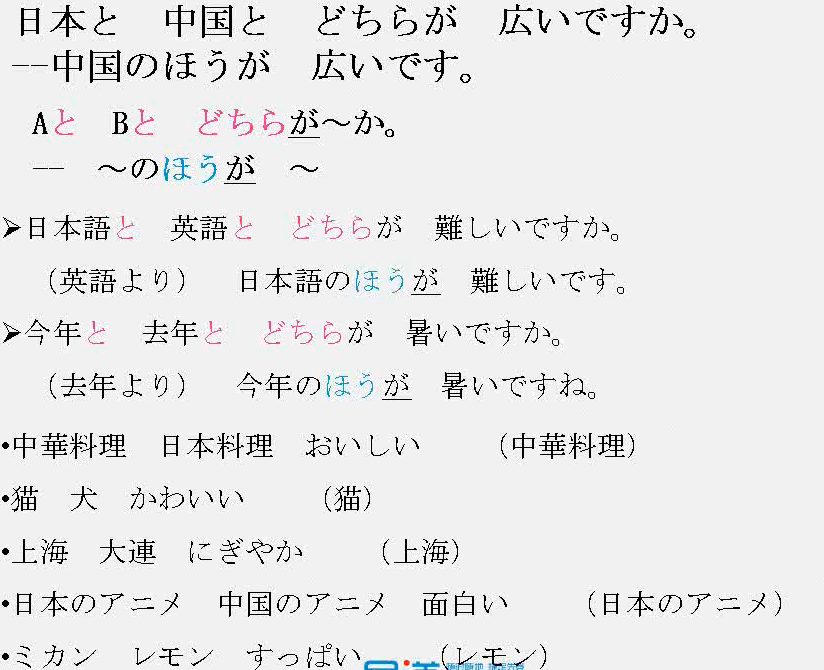 日本と　中国と　どちらが　広いですか。
--中国のほうが　広いです。
Aと　Bと　どちらが～か。
--　～のほうが　～
➢日本語と　英語と　どちらが　難しいですか。
（英語より）　日本語のほうが　難しいです。
➢今年と　去年と　どちらが　暑いですか。
（去年より）　今年のほうが　暑いですね。
•中華料理　日本料理　おいしい　　（中華料理）
•猫　犬　かわいい　　（猫）
•上海　大連　にぎやか　　（上海）
•日本のアニメ　中国のアニメ　面白い　　（日本のアニメ）
•ミカン　レモン　すっぱい　　（レモン）